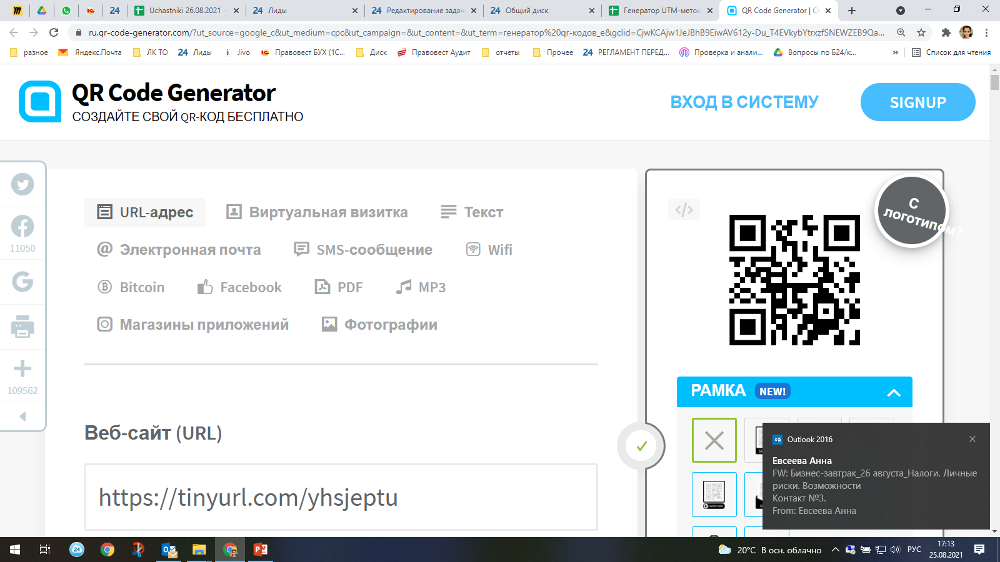 Uchastniki 26.08.2021 -
Лиды
Редактирование задач
Общий диск
Генератор UTM-меток
QR Code Generator | Cr
ru.qr-code-generator.com/?ut_source=google_c&ut_medium=cpc&ut_campaign=&ut_content=&ut_term=генератор%20qr-кодов_e&gclid=CjwKCAjw1JeJBhB9EiwAV612y-Du_T4EVkybYtrxzfSNEWZEB9Qa...
разное
Яндекс.Почта
ЛК ТО
24 Лиды
Jivo
Правовест БУХ (1С...
Диск
Правовест Аудит
отчеты
Прочее
24 РЕГЛАМЕНТ ПЕРЕД...
Проверка и анали...
Вопросы по Б24/к...
»
Список для чтения
QR Code Generator
СОЗДАЙТЕ СВОЙ QR-КОД БЕСПЛАТНО
ВХОД В СИСТЕМУ
SIGNUP
11050
109562
URL-адрес
Виртуальная визитка
Текст
Электронная почта
SMS-сообщение
Wifi
Bitcoin
Facebook
PDF
MP3
Магазины приложений
Фотографии
Веб-сайт (URL)
https://tinyurl.com/yhsjeptu
</>
С
логотипом?
РАМКА NEW!
Outlook 2016
Евсеева Анна
FW: Бизнес-завтрак_26 августа_Налоги. Личные
риски. Возможности
Контакт №3.
From: Евсеева Анна
20°C В осн. облачно
РУС
17:13
25.08.2021